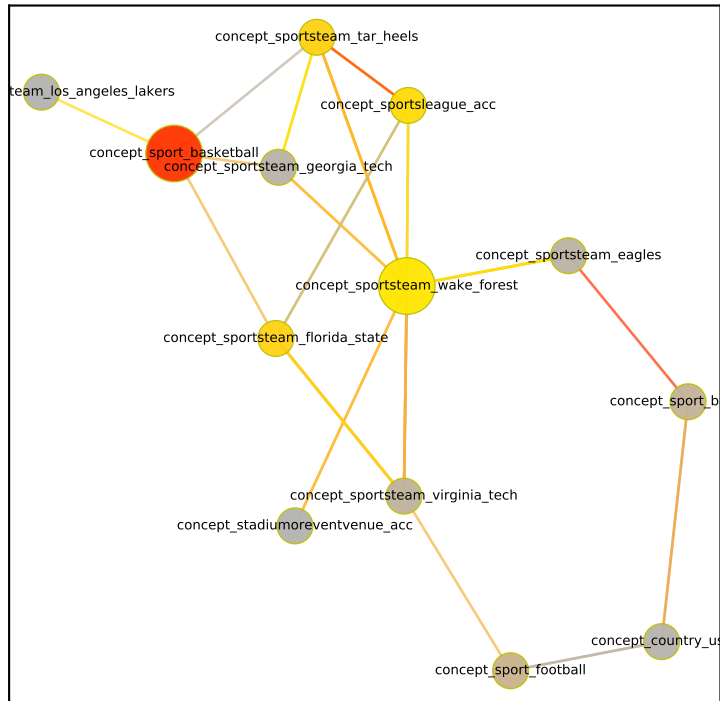 concept_sportsteam_tar_heels
team_los_angeles_lakers
concept_sportsleague_acc
concept_sport_basketball
concept_sportsteam_georgia_tech
concept_sportsteam_eagles
concept_sportsteam_wake_forest
concept_sportsteam_florida_state
concept_sport_b
concept_sportsteam_virginia_tech
concept_stadiumoreventvenue_acc
concept_country_us
concept_sport_football